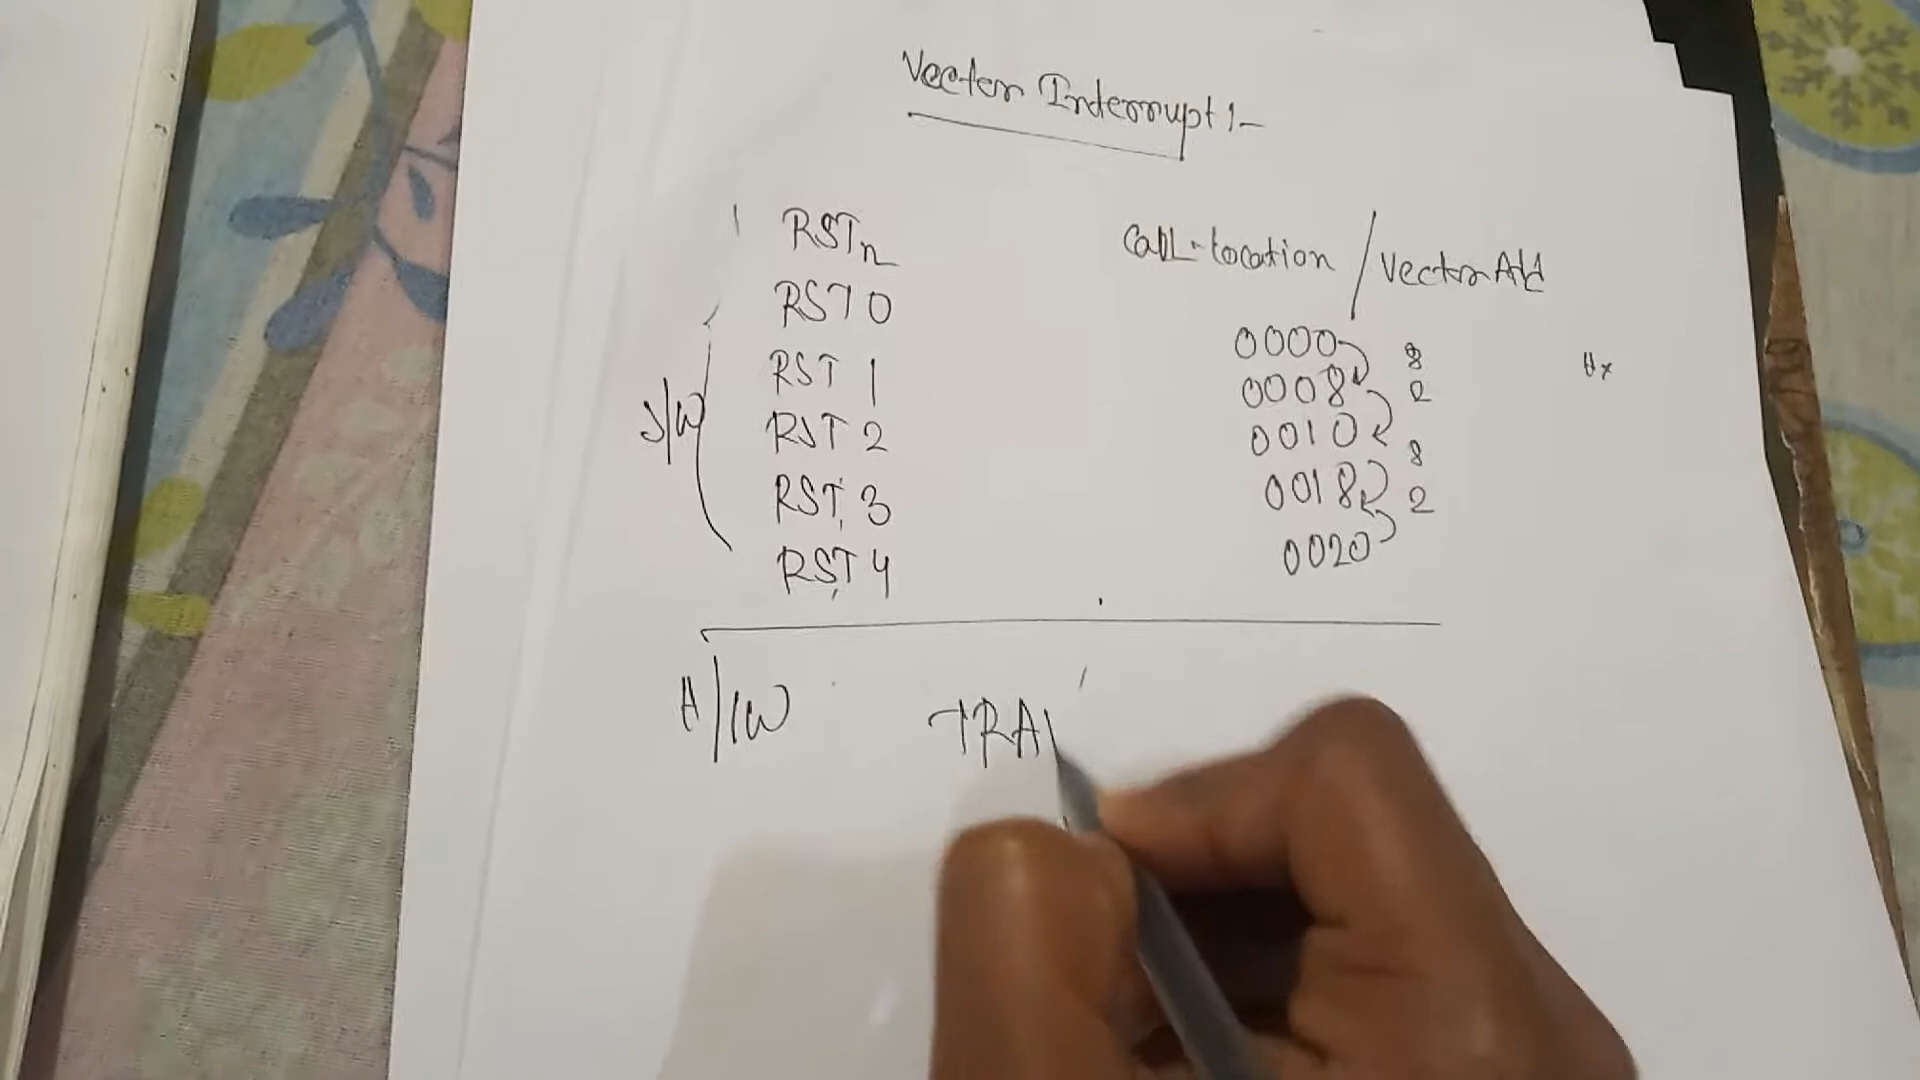 Vector Interrupt :-
RSTn CALL-Location / Vector Add
RST 0 0000
RST 1 0008 8
RST 2 0010 2
RST 3 0018 8
RST 4 0020 2
S/W
Hx
H/W TRA